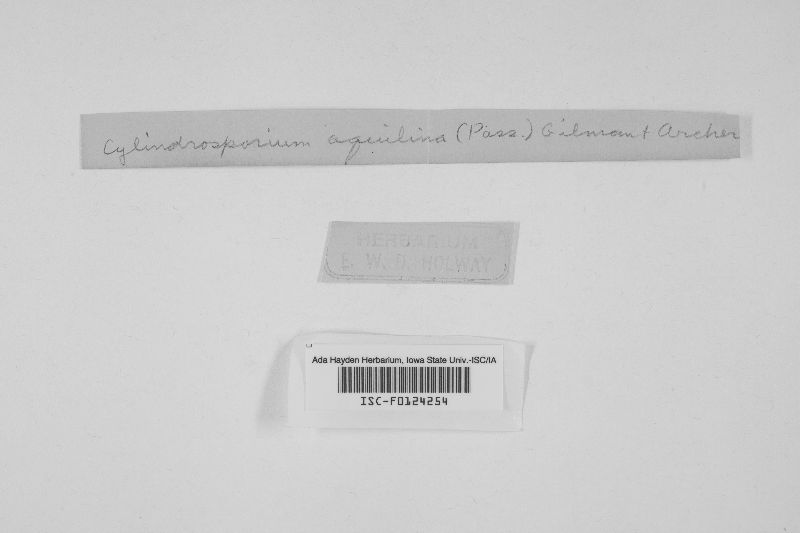 Cylindrosporium aquilina (Pass.) Gilman + Archer
HERBARIUM
E. W. D. HOLWAY
Ada Hayden Herbarium, Iowa State Univ.-ISC/IA
ISC-F0124254